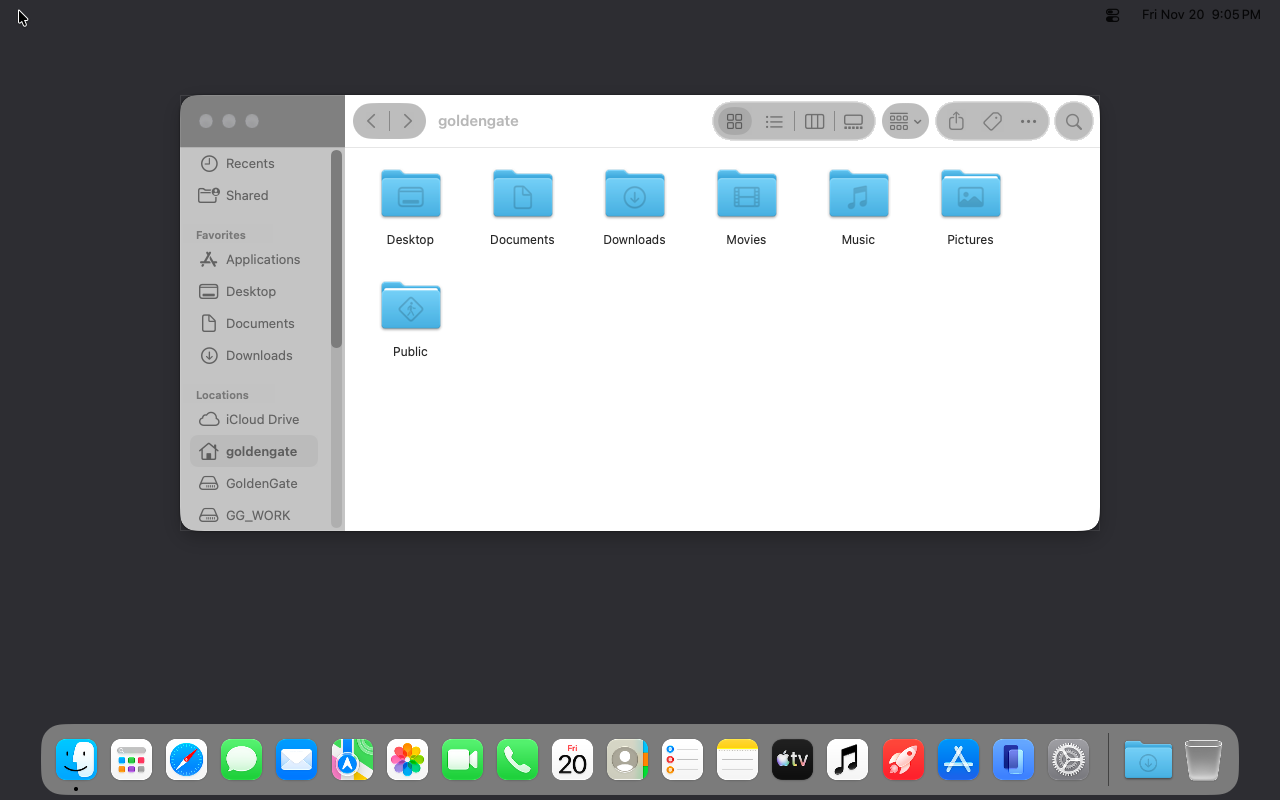 Fri Nov 20 9:05 PM
goldengate
Recents
Shared
Favorites
Applications
Desktop
Documents
Downloads
Locations
iCloud Drive
goldengate
GoldenGate
GG_WORK
Desktop
Documents
Downloads
Movies
Music
Pictures
Public
Fri
20
tv